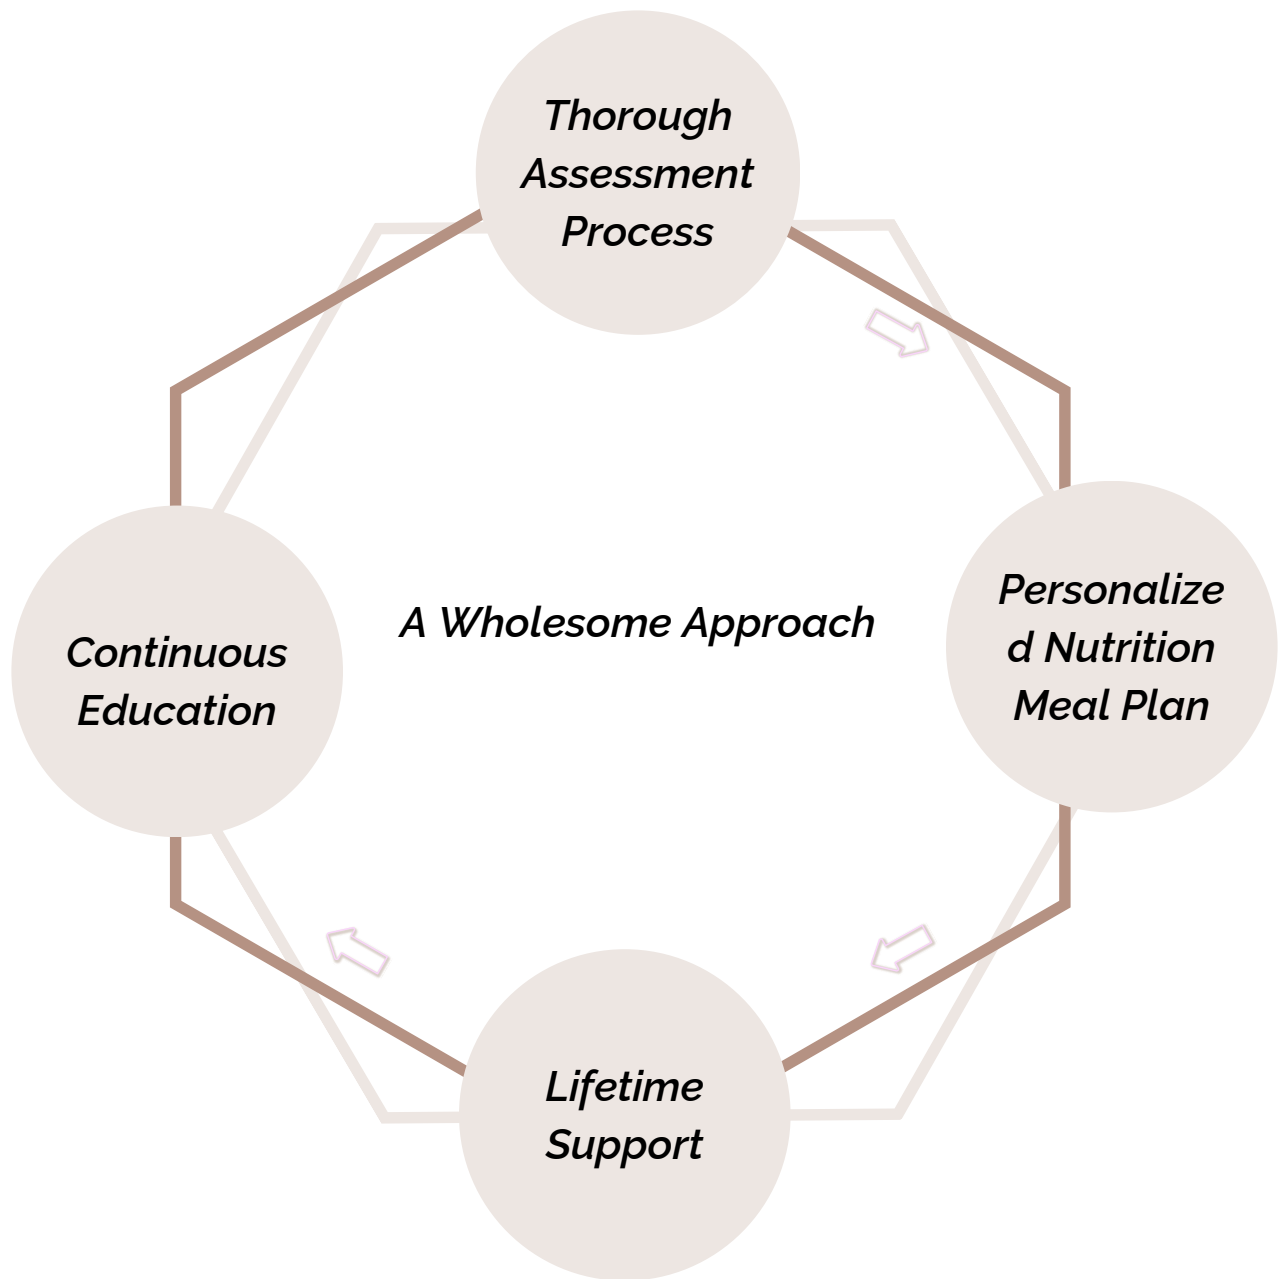 Thorough
Assessment
Process
A Wholesome Approach
Personalize
d Nutrition
Meal Plan
Continuous
Education
Lifetime
Support